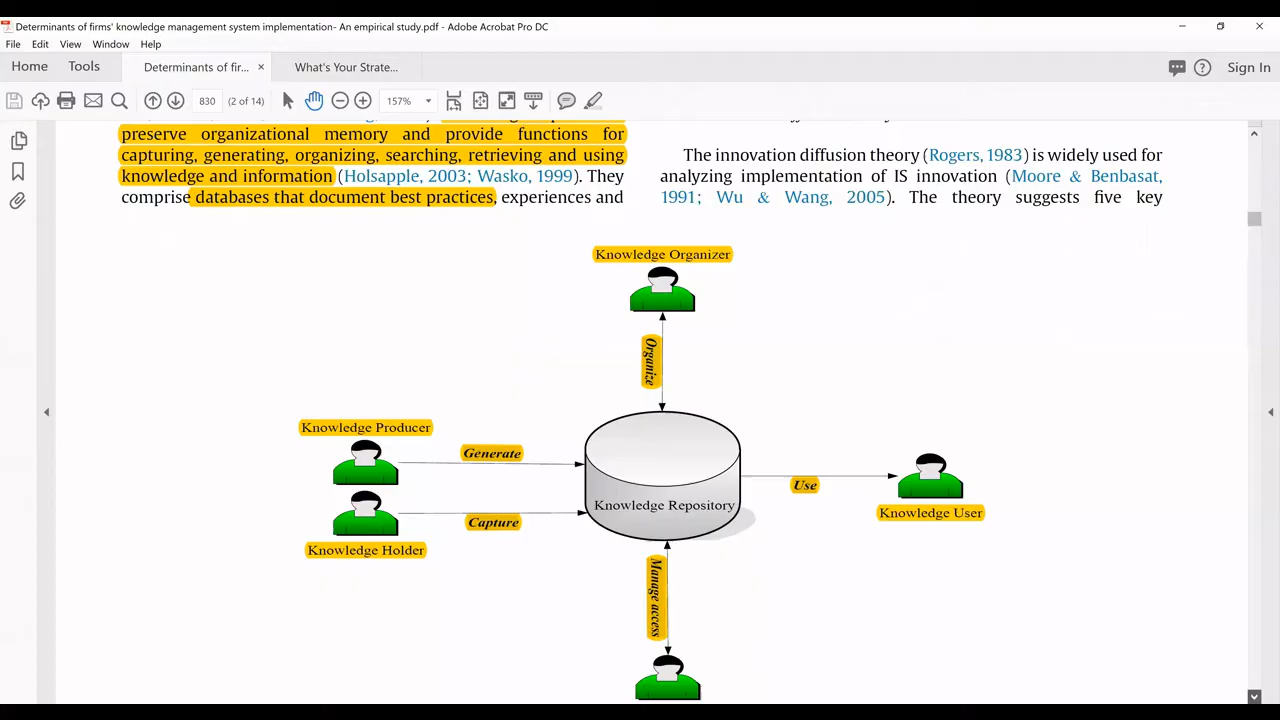 Determinants of firms' knowledge management system implementation- An empirical study.pdf - Adobe Acrobat Pro DC
File Edit View Window Help
Home Tools Determinants of fir... × What's Your Strate... Sign In
830 (2 of 14) 157%
preserve organizational memory and provide functions for
capturing, generating, organizing, searching, retrieving and using
knowledge and information (Holsapple, 2003; Wasko, 1999). They
comprise databases that document best practices, experiences and
The innovation diffusion theory (Rogers, 1983) is widely used for
analyzing implementation of IS innovation (Moore & Benbasat,
1991; Wu & Wang, 2005). The theory suggests five key
Knowledge Organizer
Organize
Knowledge Producer
Generate
Knowledge Repository
Use
Knowledge User
Capture
Knowledge Holder
Manage access